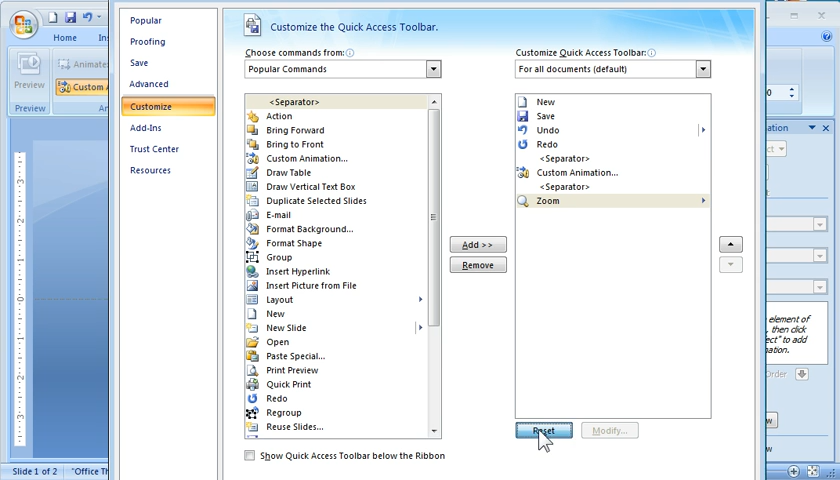 Popular
Proofing
Save
Advanced
Customize
Add-Ins
Trust Center
Resources
Customize the Quick Access Toolbar.
Choose commands from:
Popular Commands
<Separator>
Action
Bring Forward
Bring to Front
Custom Animation...
Draw Table
Draw Vertical Text Box
Duplicate Selected Slides
E-mail
Format Background...
Format Shape
Group
Insert Hyperlink
Insert Picture from File
Layout
New
New Slide
Open
Paste Special...
Print Preview
Quick Print
Redo
Regroup
Reuse Slides...
Show Quick Access Toolbar below the Ribbon
Add >>
Remove
Customize Quick Access Toolbar:
For all documents (default)
New
Save
Undo
Redo
<Separator>
Custom Animation...
<Separator>
Zoom
Reset
Modify...
Home
Ins
Preview
Animate:
Custom A
Preview
An
Slide 1 of 2
"Office Th
0
ation
element of
, then click
ect" to add
mation.
Order
w
w